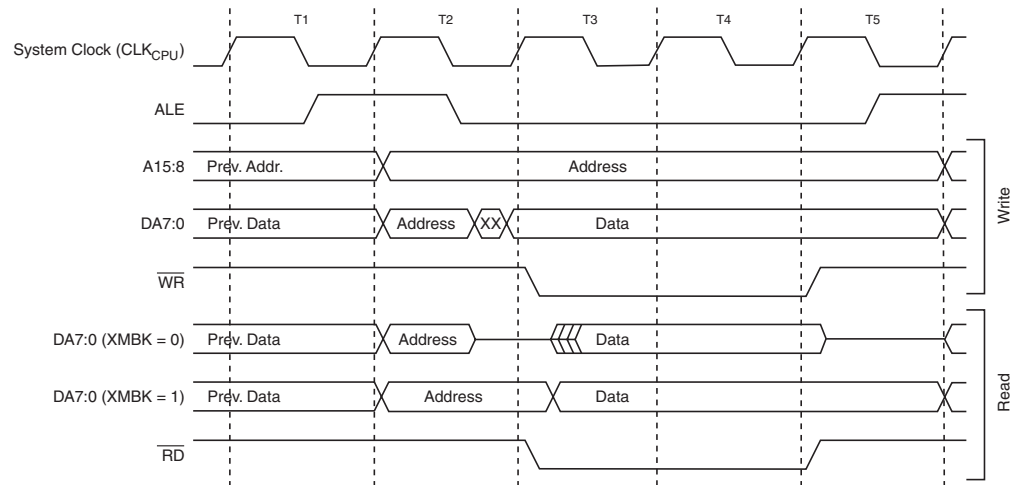 T1 T2 T3 T4 T5
System Clock (CLKCPU)
ALE
A15:8 Prev. Addr. Address
DA7:0 Prev. Data Address XX Data
WR
Write
DA7:0 (XMBK = 0) Prev. Data Address Data
DA7:0 (XMBK = 1) Prev. Data Address Data
RD
Read